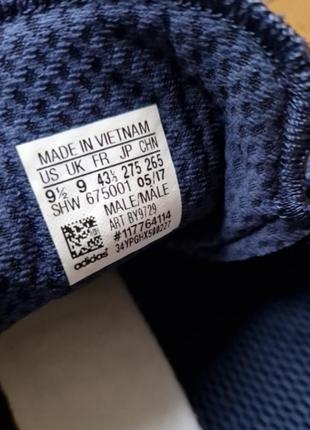 MADE IN VIETNAM
US UK FR JP CHN
9½ 9 43⅓ 275 265
SHW 675001 05/17
MALE/MALE
ART BY9729
#117764114
34YPGHX500227
adidas